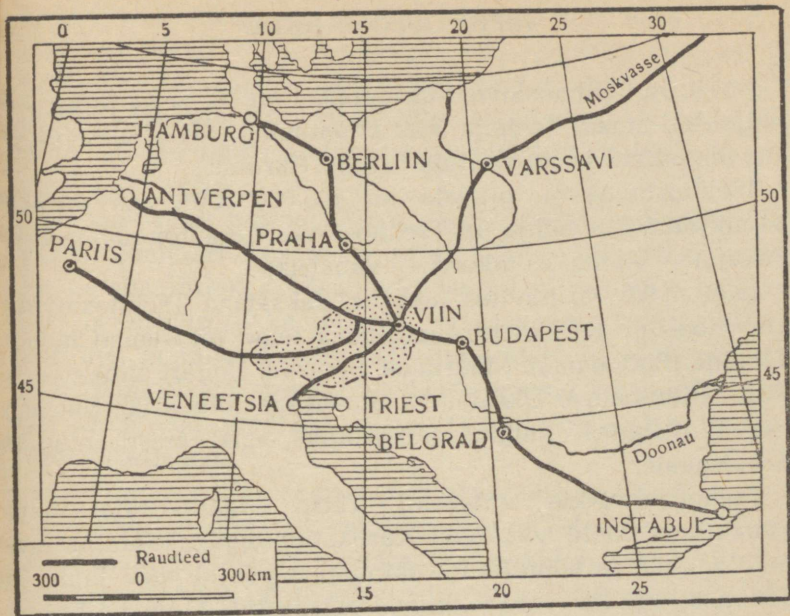 0 5 10 15 20 25 30
Moskvasse
HAMBURG
BERLIIN
VARSSAVI
ANTVERPEN
50
50
PRAHA
PARIIS
VIIN
BUDAPEST
45
45
VENEETSIA
TRIEST
BELGRAD
Doonau
INSTABUL
Raudteed
300 0 300 km
15 20 25